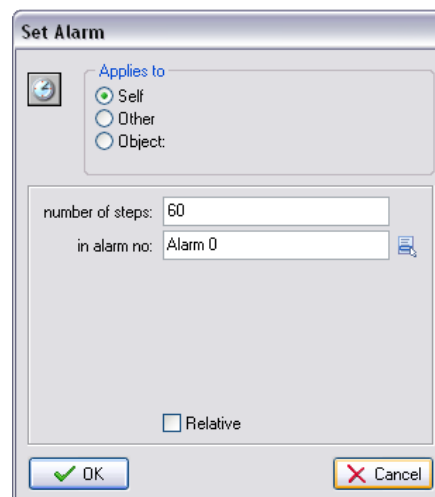 Set Alarm
Applies to
Self
Other
Object:
number of steps: 60
in alarm no: Alarm 0
Relative
OK Cancel